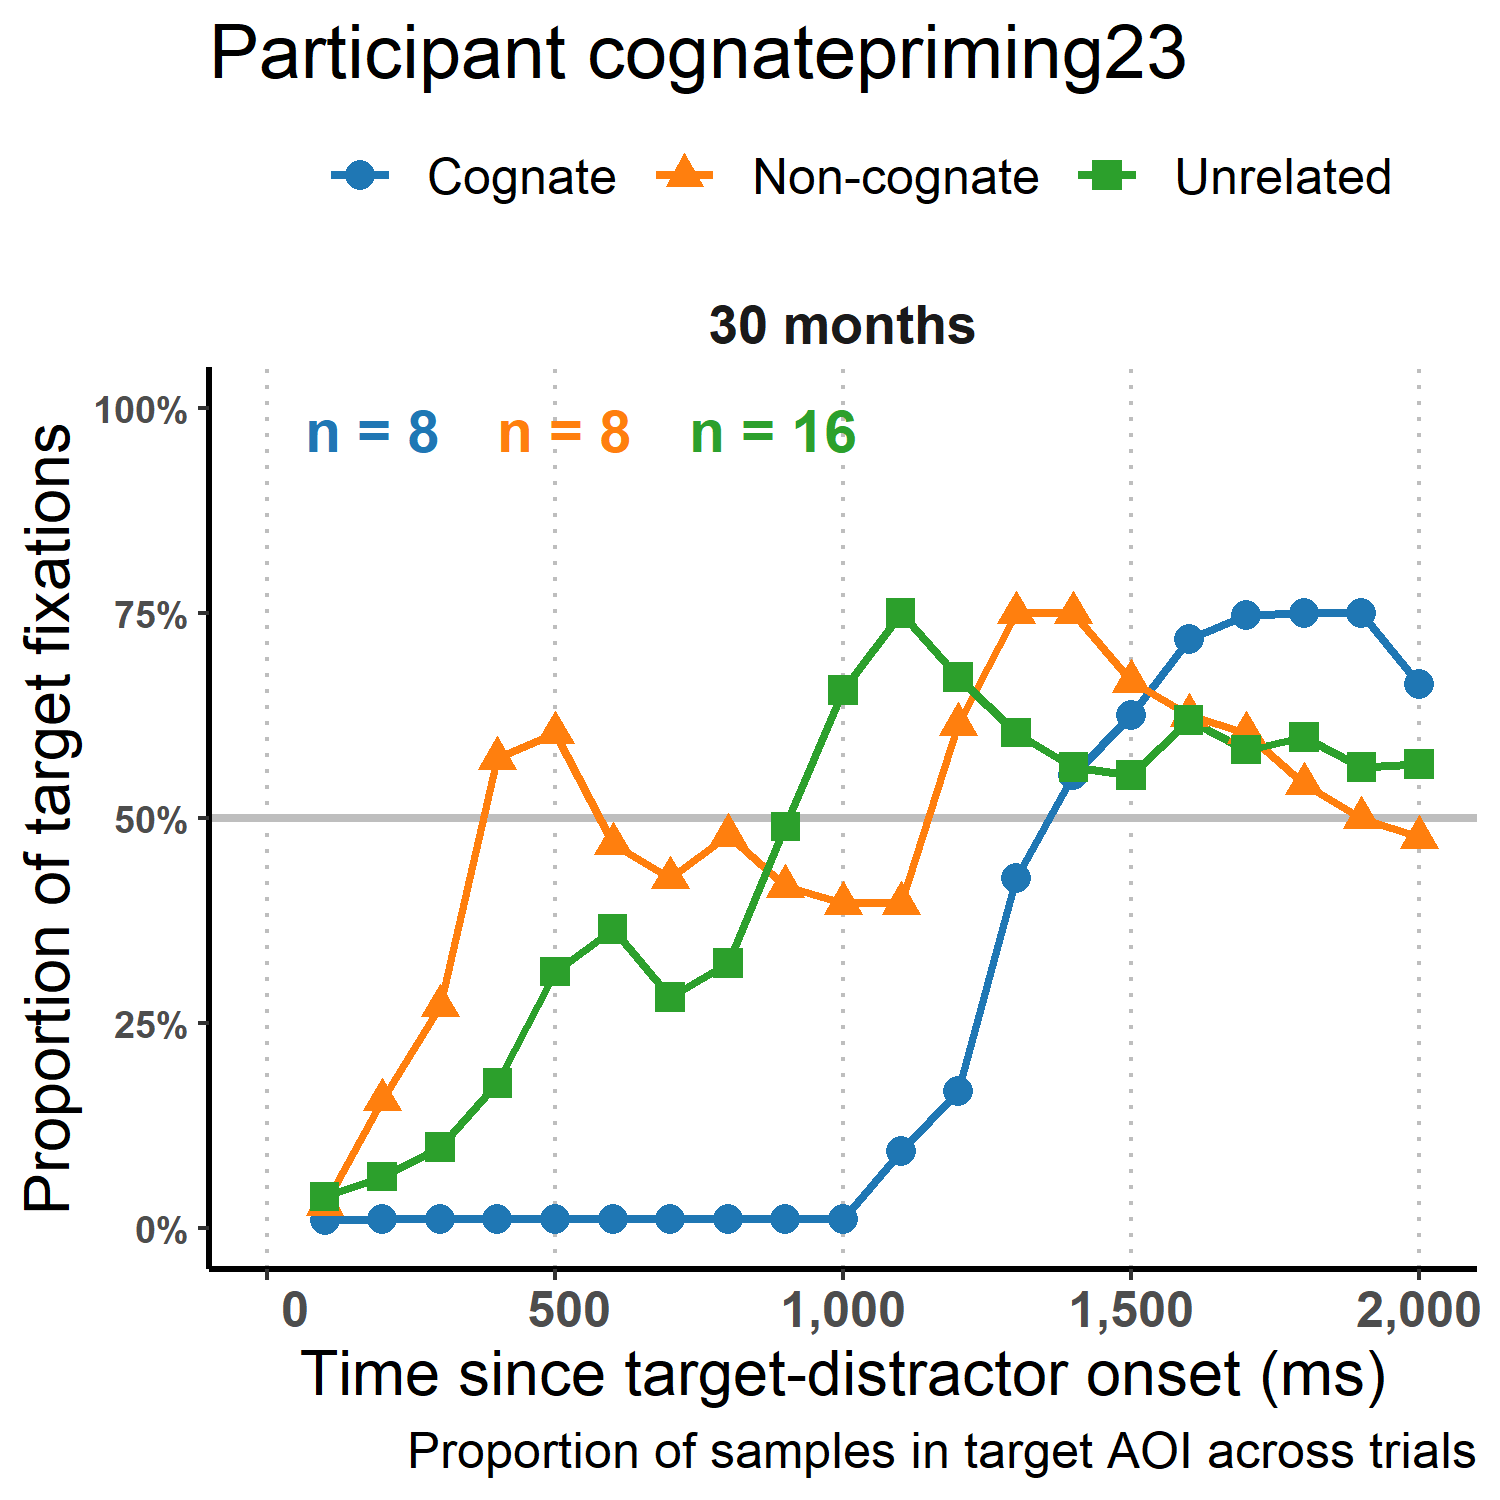 Participant cognatepriming23
Cognate Non-cognate Unrelated
30 months
n = 8 n = 8 n = 16
100%
75%
50%
25%
0%
Proportion of target fixations
0 500 1,000 1,500 2,000
Time since target-distractor onset (ms)
Proportion of samples in target AOI across trials